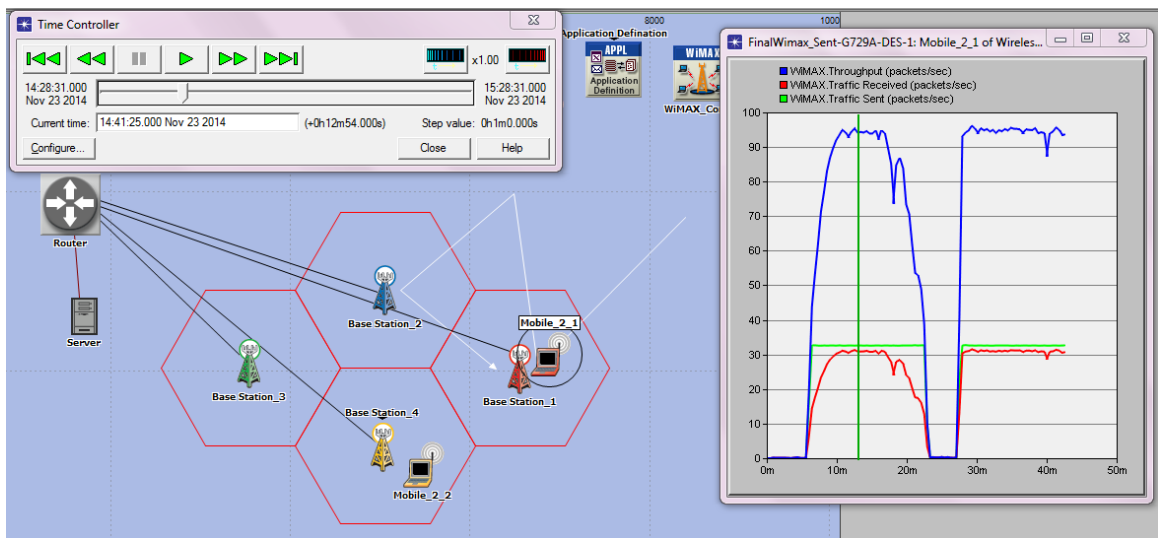 Time Controller
x1.00
14:28:31.000
Nov 23 2014
15:28:31.000
Nov 23 2014
Current time: 14:41:25.000 Nov 23 2014 (+0h12m54.000s) Step value: 0h1m0.000s
Configure... Close Help
8000
1000
Application_Defination
APPL
Application
Definition
WiMAX
WiMAX_Co
Router
Server
Base Station_2
Mobile_2_1
Base Station_3
Base Station_1
Base Station_4
Mobile_2_2
FinalWimax_Sent-G729A-DES-1: Mobile_2_1 of Wireles...
WiMAX.Throughput (packets/sec)
WiMAX.Traffic Received (packets/sec)
WiMAX.Traffic Sent (packets/sec)
100
90
80
70
60
50
40
30
20
10
0
0m 10m 20m 30m 40m 50m